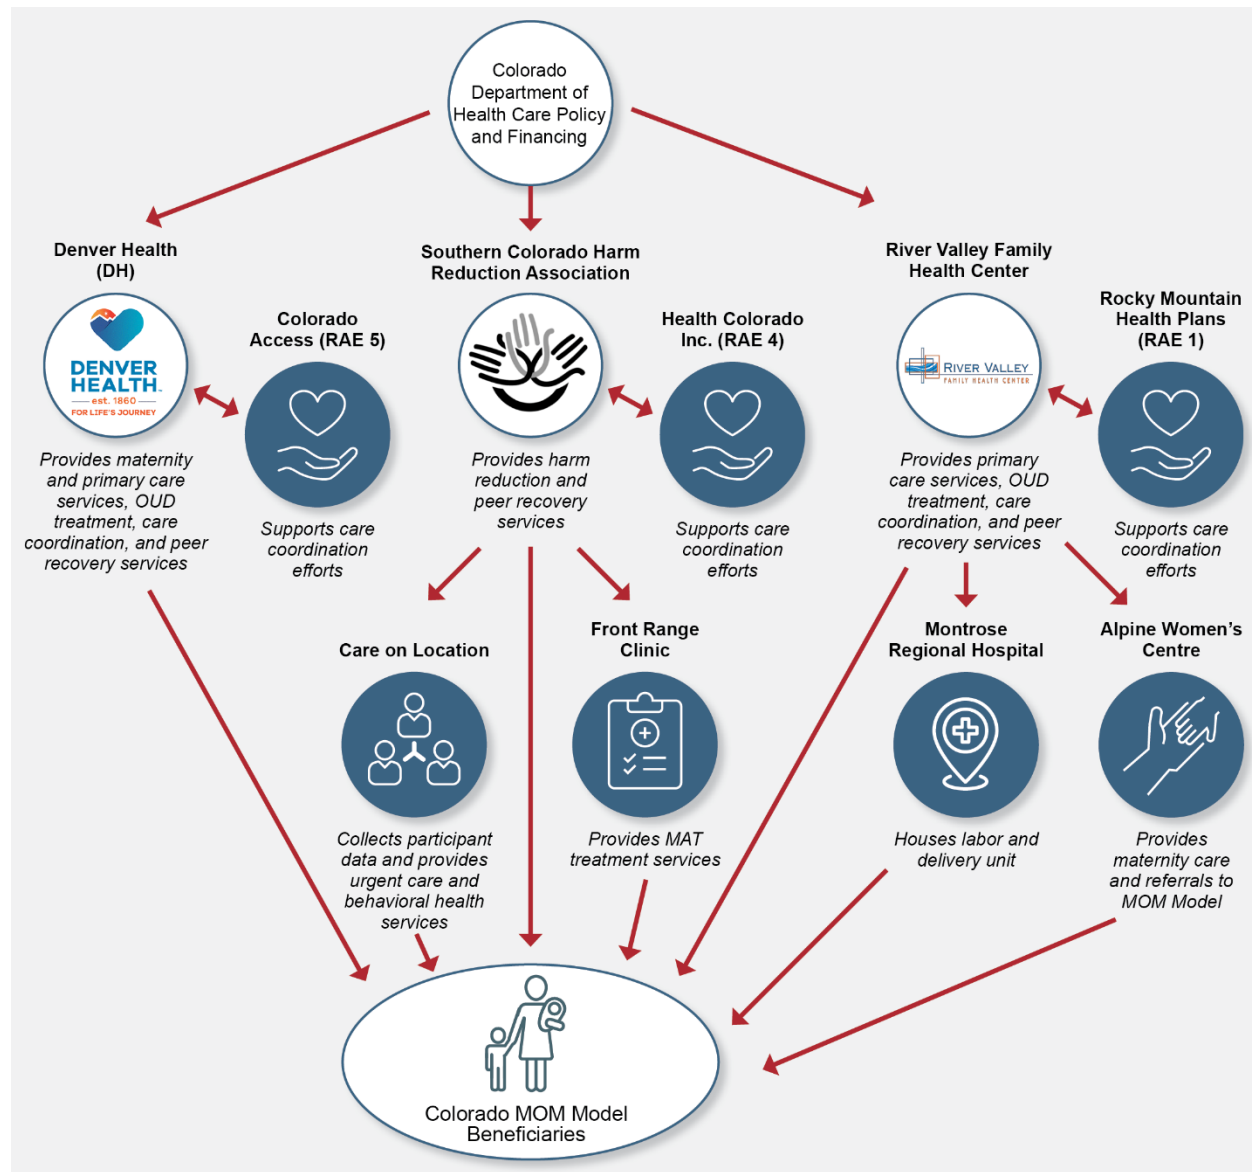 Colorado
Department of
Health Care Policy
and Financing
Denver Health
(DH)
DENVER
HEALTH™
est. 1860
FOR LIFE'S JOURNEY
Provides maternity
and primary care
services, OUD
treatment, care
coordination, and peer
recovery services
Colorado
Access (RAE 5)
Supports care
coordination
efforts
Southern Colorado Harm
Reduction Association
Provides harm
reduction and
peer recovery
services
Health Colorado
Inc. (RAE 4)
Supports care
coordination
efforts
River Valley Family
Health Center
RIVER VALLEY
FAMILY HEALTH CENTER
Provides primary
care services, OUD
treatment, care
coordination, and peer
recovery services
Rocky Mountain
Health Plans
(RAE 1)
Supports care
coordination
efforts
Care on Location
Collects participant
data and provides
urgent care and
behavioral health
services
Front Range
Clinic
Provides MAT
treatment services
Montrose
Regional Hospital
Houses labor and
delivery unit
Alpine Women's
Centre
Provides
maternity care
and referrals to
MOM Model
Colorado MOM Model
Beneficiaries